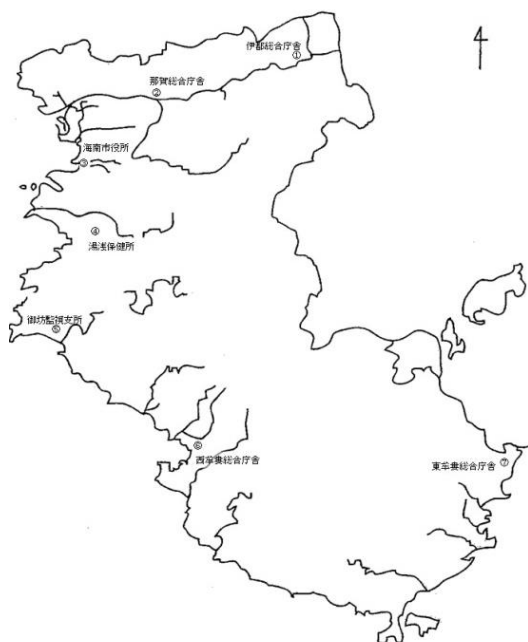 伊都総合庁舎
①
那賀総合庁舎
②
海南市役所
③
④
湯浅保健所
御坊監視支所
⑤
⑥
西牟婁総合庁舎
⑦
東牟婁総合庁舎